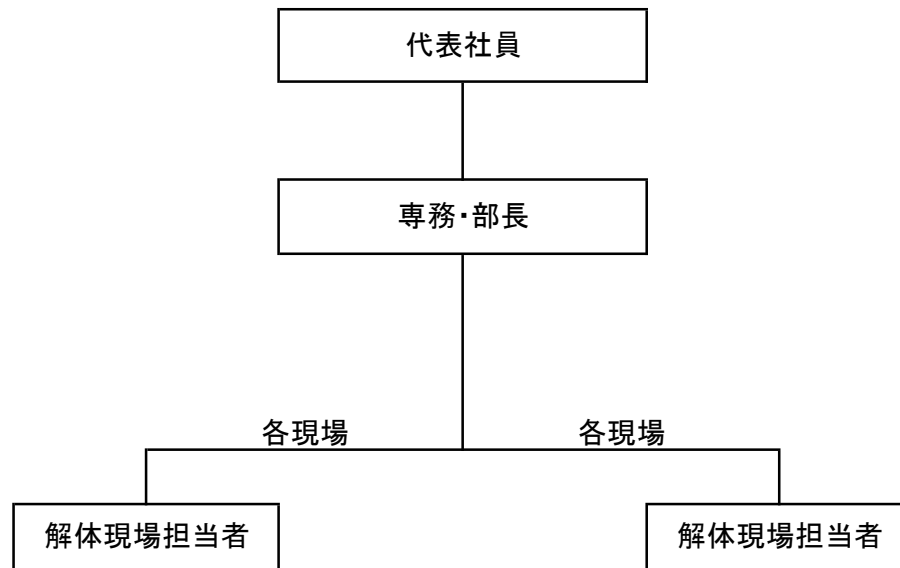 代表社員
専務・部長
各現場
各現場
解体現場担当者
解体現場担当者